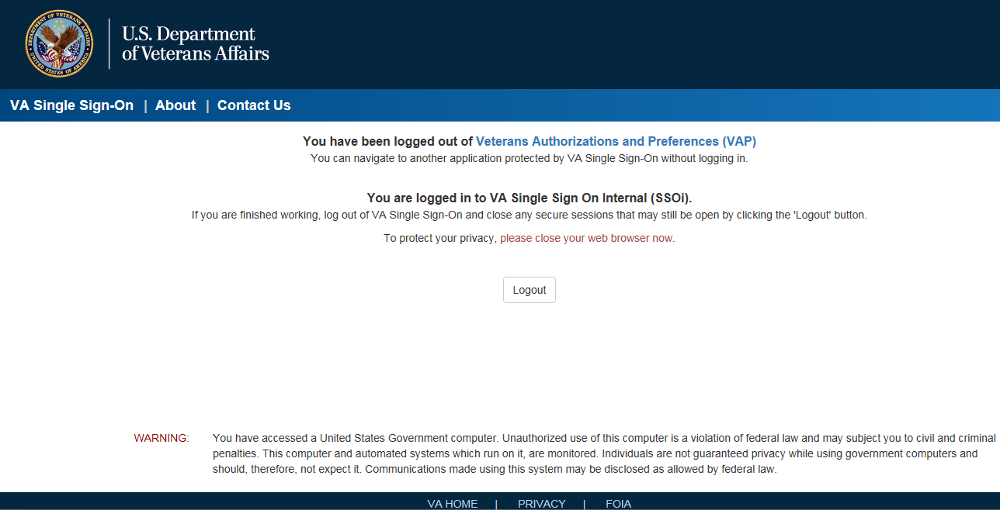 DEPARTMENT OF VETERANS AFFAIRS
UNITED STATES OF AMERICA
U.S. Department
of Veterans Affairs
VA Single Sign-On | About | Contact Us
You have been logged out of Veterans Authorizations and Preferences (VAP)
You can navigate to another application protected by VA Single Sign-On without logging in.
You are logged in to VA Single Sign On Internal (SSOi).
If you are finished working, log out of VA Single Sign-On and close any secure sessions that may still be open by clicking the 'Logout' button.
To protect your privacy, please close your web browser now.
Logout
WARNING: You have accessed a United States Government computer. Unauthorized use of this computer is a violation of federal law and may subject you to civil and criminal
penalties. This computer and automated systems which run on it, are monitored. Individuals are not guaranteed privacy while using government computers and
should, therefore, not expect it. Communications made using this system may be disclosed as allowed by federal law.
VA HOME | PRIVACY | FOIA